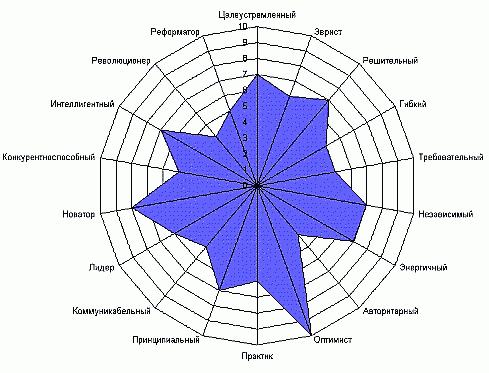 Целеустремленный
Реформатор
Эврист
Революционер
Решительный
Интеллигентный
Гибкий
Конкурентноспособный
Требовательный
Новатор
Независимый
Лидер
Энергичный
Коммуникабельный
Авторитарный
Принципиальный
Оптимист
Практик
10
9
8
7
6
5
4
3
2
1
0